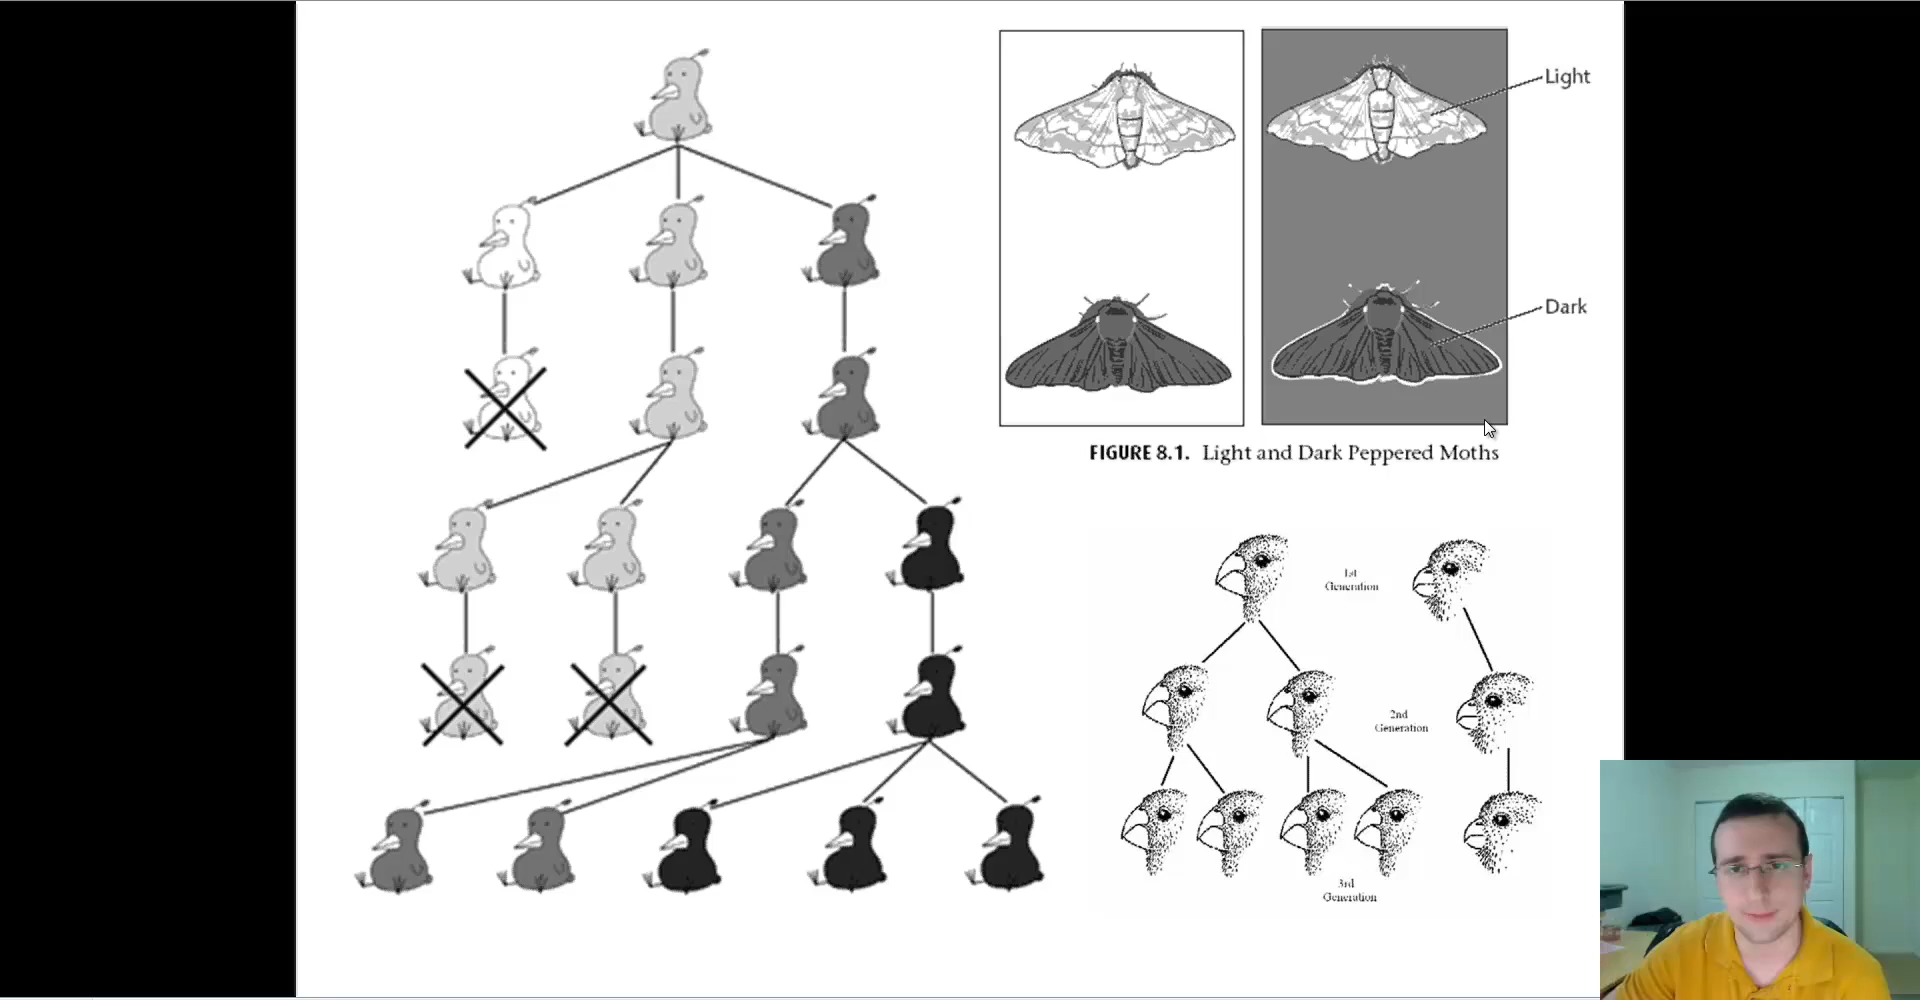 Light
Dark
FIGURE 8.1. Light and Dark Peppered Moths
1st
Generation
2nd
Generation
3rd
Generation